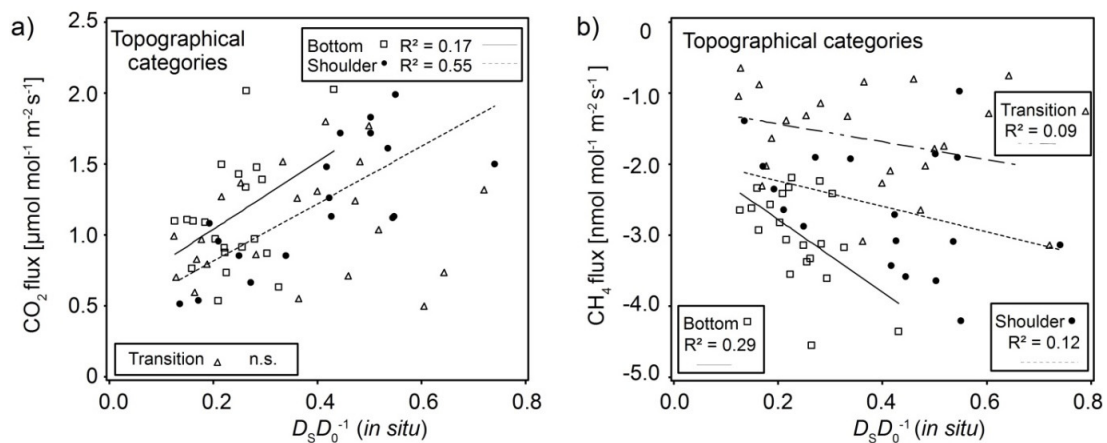 a)
Topographical
categories
Bottom □ R² = 0.17
Shoulder ● R² = 0.55
Transition △ n.s.
CO₂ flux [µmol mol⁻¹ m⁻² s⁻¹]
2.5
2.0
1.5
1.0
0.5
0
0.0 0.2 0.4 0.6 0.8
DₛD₀⁻¹ (in situ)
b)
Topographical categories
Transition △
R² = 0.09
Bottom □
R² = 0.29
Shoulder ●
R² = 0.12
CH₄ flux [nmol mol⁻¹ m⁻² s⁻¹]
0
-1.0
-2.0
-3.0
-4.0
-5.0
0.0 0.2 0.4 0.6 0.8
DₛD₀⁻¹ (in situ)